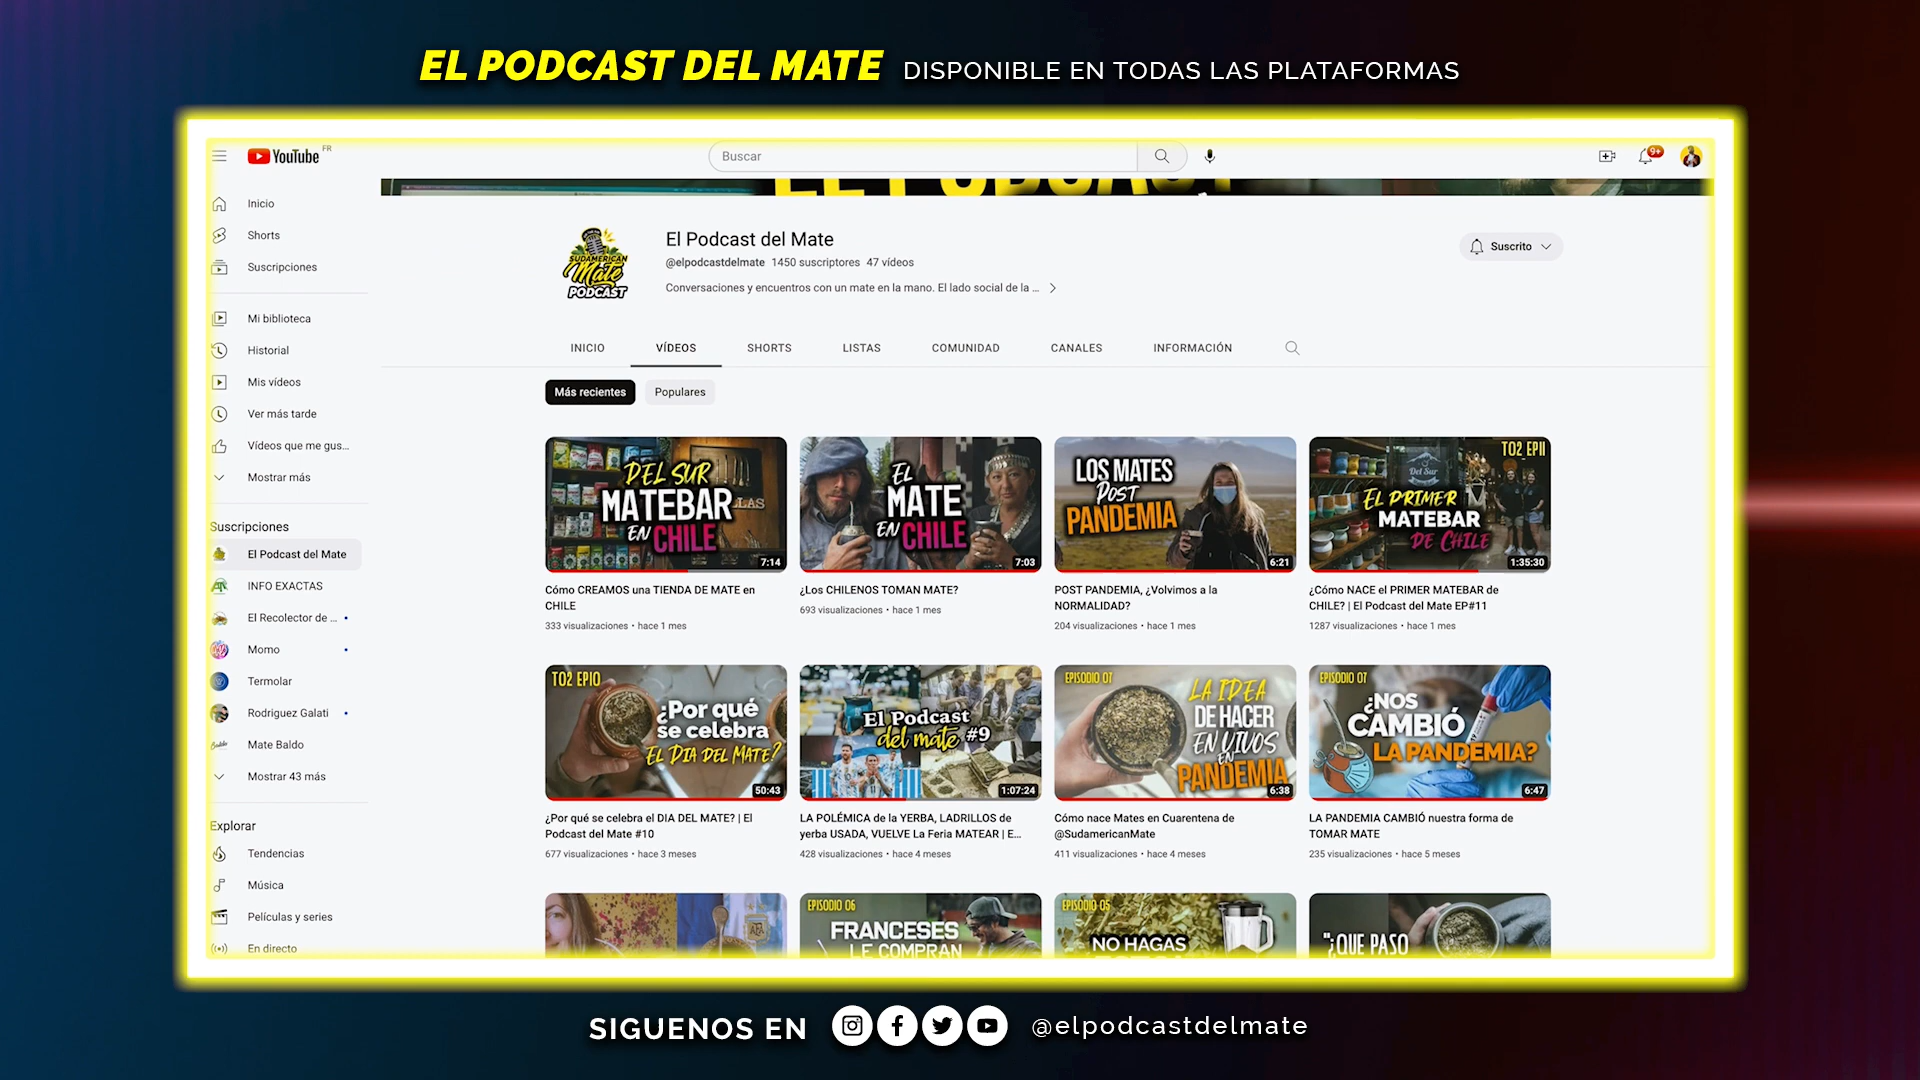 EL PODCAST DEL MATE DISPONIBLE EN TODAS LAS PLATAFORMAS
YouTube FR
Buscar
9+
Inicio
Shorts
Suscripciones
Mi biblioteca
Historial
Mis vídeos
Ver más tarde
Vídeos que me gus...
Mostrar más
Suscripciones
El Podcast del Mate
INFO EXACTAS
El Recolector de ...
Momo
Termolar
Rodriguez Galati
Mate Baldo
Mostrar 43 más
Explorar
Tendencias
Música
Películas y series
En directo
EL PODCAST
SUDAMERICAN
Mate
PODCAST
El Podcast del Mate
@elpodcastdelmate 1450 suscriptores 47 vídeos
Conversaciones y encuentros con un mate en la mano. El lado social de la ...
Suscrito
INICIO VÍDEOS SHORTS LISTAS COMUNIDAD CANALES INFORMACIÓN
Más recientes Populares
DEL SUR
MATEBAR
EN CHILE
7:14
Cómo CREAMOS una TIENDA DE MATE en
CHILE
333 visualizaciones • hace 1 mes
EL
MATE
EN CHILE
7:03
¿Los CHILENOS TOMAN MATE?
693 visualizaciones • hace 1 mes
LOS MATES
POST
PANDEMIA
6:21
POST PANDEMIA, ¿Volvimos a la
NORMALIDAD?
204 visualizaciones • hace 1 mes
T02 EP11
Del Sur
EL PRIMER
MATEBAR
DE CHILE
1:35:30
¿Cómo NACE el PRIMER MATEBAR de
CHILE? | El Podcast del Mate EP#11
1287 visualizaciones • hace 1 mes
T02 EP10
¿Por qué
se celebra
EL DIA DEL MATE?
50:43
¿Por qué se celebra el DIA DEL MATE? | El
Podcast del Mate #10
677 visualizaciones • hace 3 meses
El Podcast
del mate #9
1:07:24
LA POLÉMICA de la YERBA, LADRILLOS de
yerba USADA, VUELVE La Feria MATEAR | E...
428 visualizaciones • hace 4 meses
EPISODIO 07
LA IDEA
DE HACER
EN VIVOS
EN
PANDEMIA
6:38
Cómo nace Mates en Cuarentena de
@SudamericanMate
411 visualizaciones • hace 4 meses
EPISODIO 07
¿NOS
CAMBIÓ
LA PANDEMIA?
6:47
LA PANDEMIA CAMBIÓ nuestra forma de
TOMAR MATE
235 visualizaciones • hace 5 meses
AFA
EPISODIO 06
FRANCESES
LE COMPRAN
EPISODIO 05
NO HAGAS
"¿QUE PASO
SIGUENOS EN @elpodcastdelmate